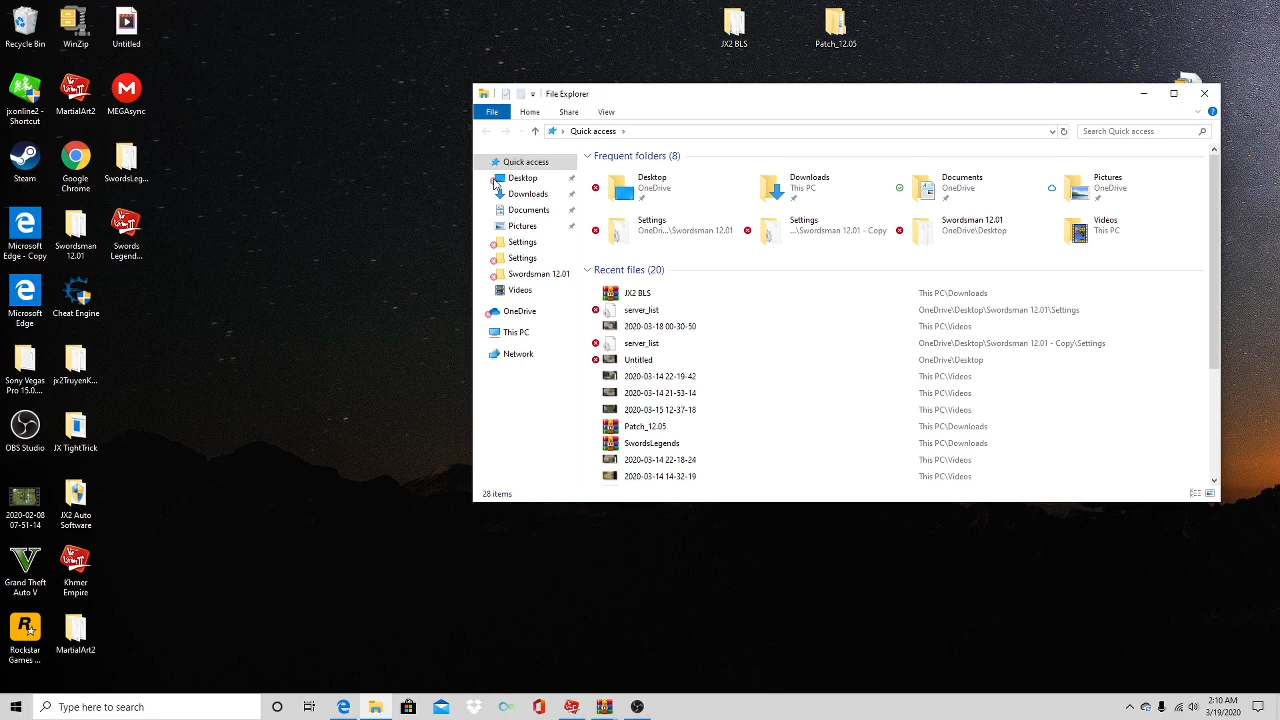 Recycle Bin
WinZip
Untitled
JX2 BLS
Patch_12.05
jxonline2 -
Shortcut
MartialArt2
MEGAsync
Steam
Google
Chrome
SwordsLeg...
Microsoft
Edge - Copy
Swordsman
12.01
Swords
Legend...
Microsoft
Edge
Cheat Engine
Sony Vegas
Pro 15.0....
jx2TruyenK...
OBS Studio
JX TightTrick
2020-02-08
07-51-14
JX2 Auto
Software
Grand Theft
Auto V
Khmer
Empire
Rockstar
Games ...
MartialArt2
File Explorer
File
Home
Share
View
Quick access
Search Quick access
Quick access
Desktop
Downloads
Documents
Pictures
Settings
Settings
Swordsman 12.01
Videos
OneDrive
This PC
Network
Frequent folders (8)
Desktop
OneDrive
Downloads
This PC
Documents
OneDrive
Pictures
OneDrive
Settings
OneDri...\Swordsman 12.01
Settings
...\Swordsman 12.01 - Copy
Swordsman 12.01
OneDrive\Desktop
Videos
This PC
Recent files (20)
JX2 BLS This PC\Downloads
server_list OneDrive\Desktop\Swordsman 12.01\Settings
2020-03-18 20-30-50 This PC\Videos
server_list OneDrive\Desktop\Swordsman 12.01 - Copy\Settings
Untitled OneDrive\Desktop
2020-03-14 22-19-42 This PC\Videos
2020-03-14 21-53-14 This PC\Videos
2020-03-15 12-37-18 This PC\Videos
Patch_12.05 This PC\Downloads
SwordsLegends This PC\Downloads
2020-03-14 22-18-24 This PC\Videos
2020-03-14 14-32-19 This PC\Videos
28 items
Type here to search
2:10 AM
3/19/2020